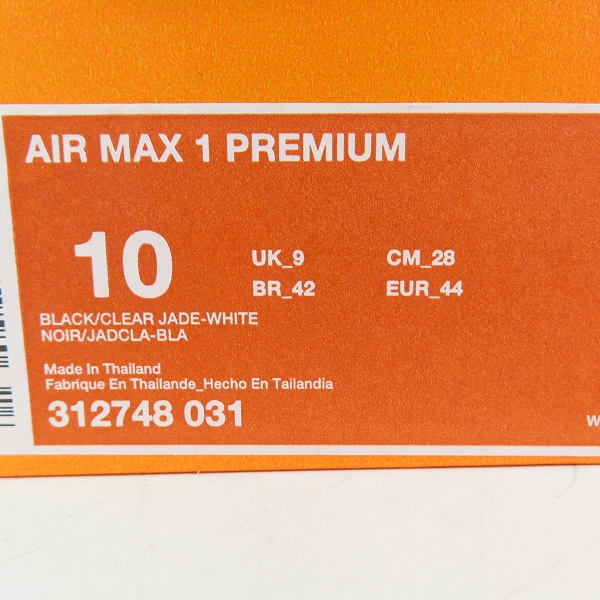 AIR MAX 1 PREMIUM
10
UK_9 CM_28
BR_42 EUR_44
BLACK/CLEAR JADE-WHITE
NOIR/JADCLA-BLA
Made In Thailand
Fabrique En Thailande_Hecho En Tailandia
312748 031